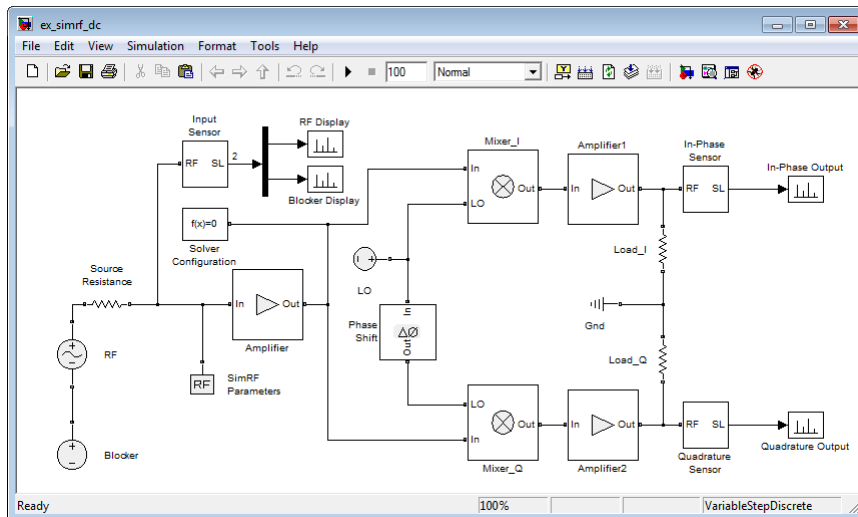 ex_simrf_dc
File Edit View Simulation Format Tools Help
100 Normal
Input
Sensor
RF SL
2
RF Display
Blocker Display
f(x)=0
Solver
Configuration
Source
Resistance
RF
Blocker
In Out
Amplifier
RF
SimRF
Parameters
LO
In
ΔØ
Out
Phase
Shift
Mixer_I
In
LO
Out
Amplifier1
In Out
In-Phase
Sensor
RF SL
In-Phase Output
Load_I
Gnd
Load_Q
LO
In
Out
Mixer_Q
In Out
Amplifier2
RF SL
Quadrature
Sensor
Quadrature Output
Ready 100% VariableStepDiscrete